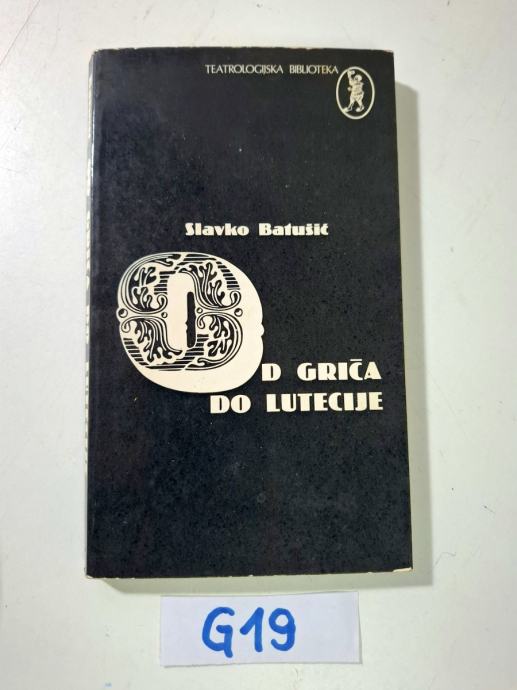 TEATROLOGIJSKA BIBLIOTEKA
Slavko Batušić
OD GRIČA
DO LUTECIJE
G19